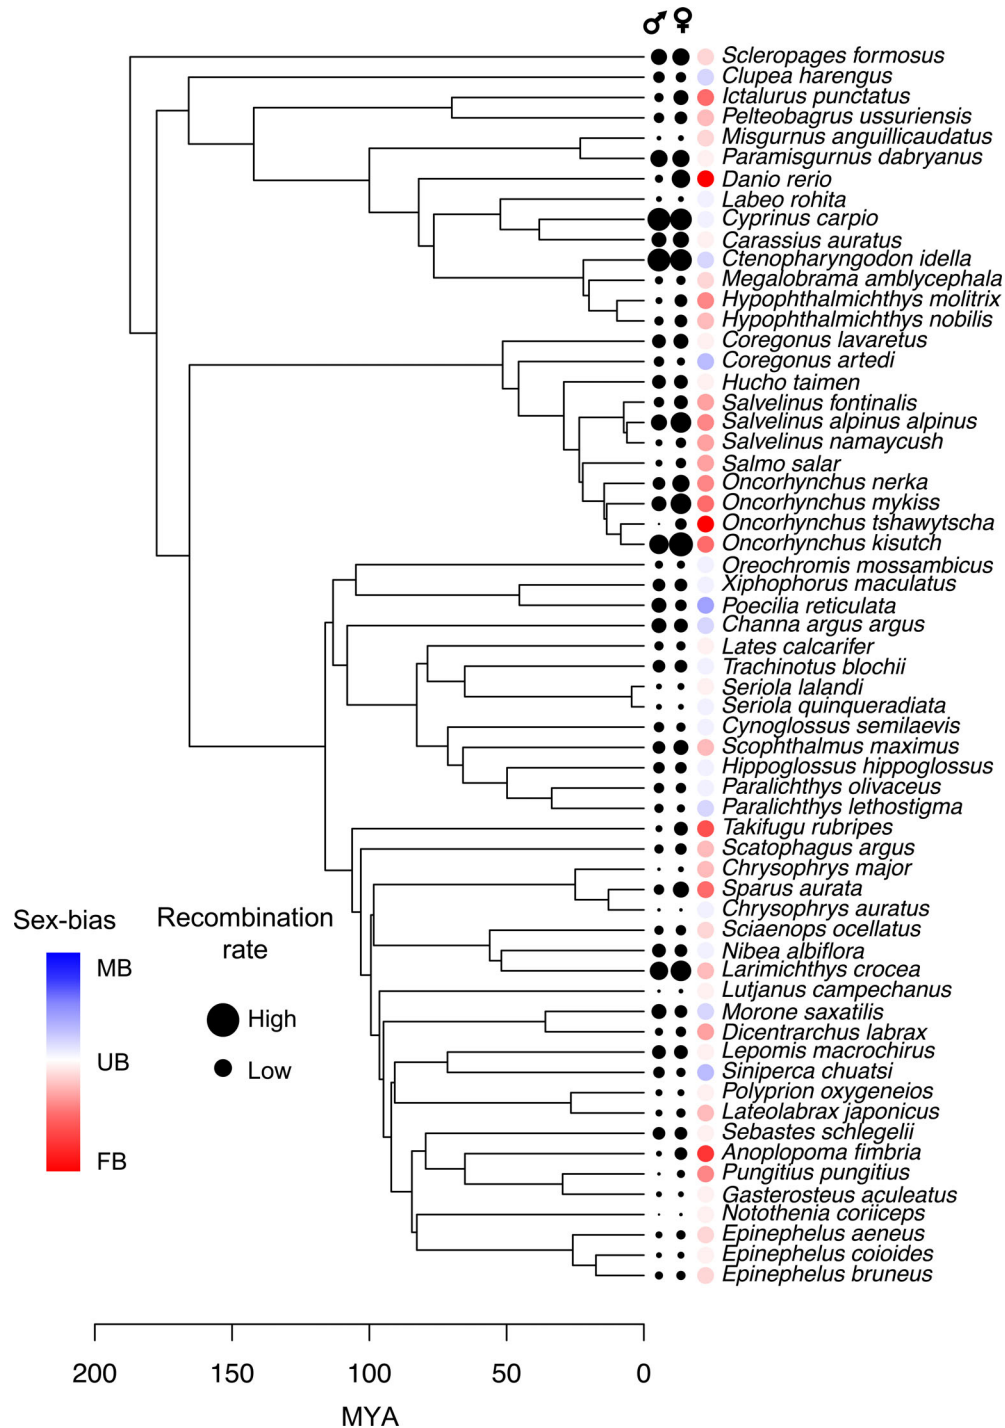 ♂ ♀
Scleropages formosus
Clupea harengus
Ictalurus punctatus
Pelteobagrus ussuriensis
Misgurnus anguillicaudatus
Paramisgurnus dabryanus
Danio rerio
Labeo rohita
Cyprinus carpio
Carassius auratus
Ctenopharyngodon idella
Megalobrama amblycephala
Hypophthalmichthys molitrix
Hypophthalmichthys nobilis
Coregonus lavaretus
Coregonus artedi
Hucho taimen
Salvelinus fontinalis
Salvelinus alpinus alpinus
Salvelinus namaycush
Salmo salar
Oncorhynchus nerka
Oncorhynchus mykiss
Oncorhynchus tshawytscha
Oncorhynchus kisutch
Oreochromis mossambicus
Xiphophorus maculatus
Poecilia reticulata
Channa argus argus
Lates calcarifer
Trachinotus blochii
Seriola lalandi
Seriola quinqueradiata
Cynoglossus semilaevis
Scophthalmus maximus
Hippoglossus hippoglossus
Paralichthys olivaceus
Paralichthys lethostigma
Takifugu rubripes
Scatophagus argus
Chrysophrys major
Sparus aurata
Chrysophrys auratus
Sciaenops ocellatus
Nibea albiflora
Larimichthys crocea
Lutjanus campechanus
Morone saxatilis
Dicentrarchus labrax
Lepomis macrochirus
Siniperca chuatsi
Polyprion oxygeneios
Lateolabrax japonicus
Sebastes schlegelii
Anoplopoma fimbria
Pungitius pungitius
Gasterosteus aculeatus
Notothenia coriiceps
Epinephelus aeneus
Epinephelus coioides
Epinephelus bruneus
Sex-bias
MB
UB
FB
Recombination
rate
High
Low
200 150 100 50 0
MYA